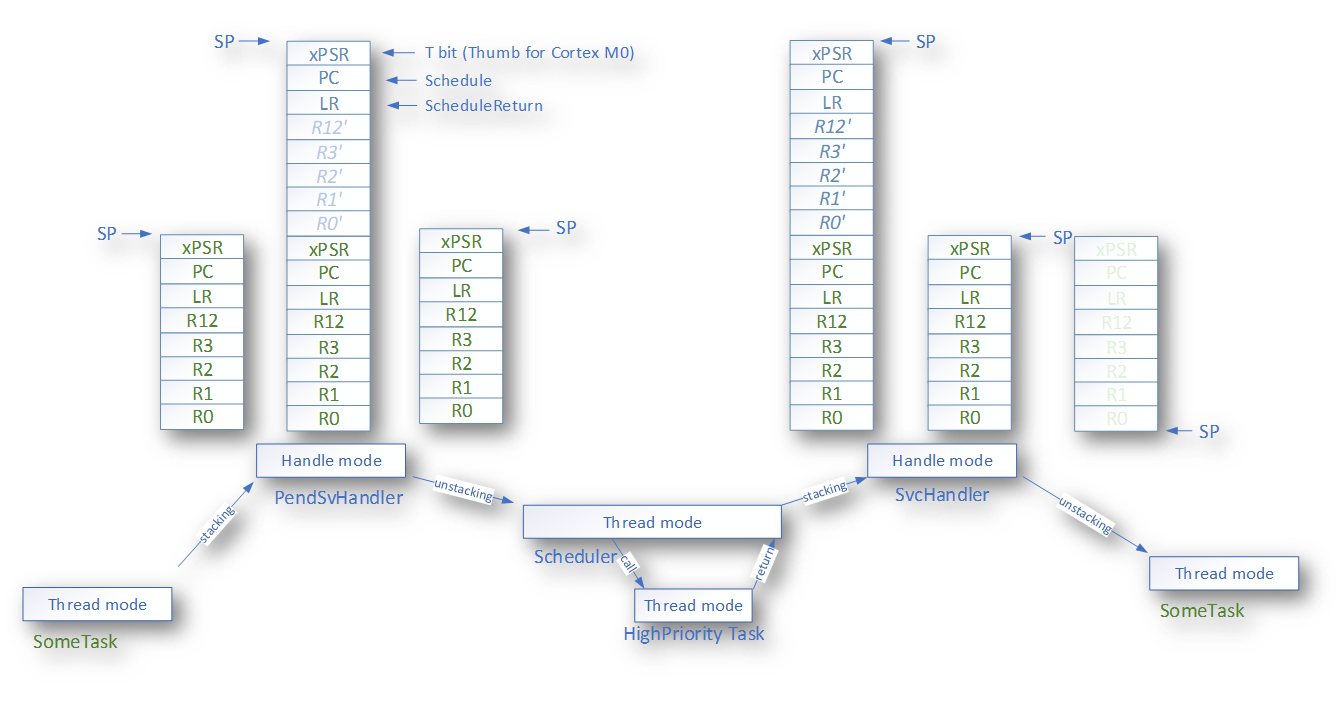 SP
xPSR
PC
LR
R12'
R3'
R2'
R1'
R0'
xPSR
PC
LR
R12
R3
R2
R1
R0
T bit (Thumb for Cortex M0)
Schedule
ScheduleReturn
SP
xPSR
PC
LR
R12
R3
R2
R1
R0
SP
xPSR
PC
LR
R12
R3
R2
R1
R0
SP
xPSR
PC
LR
R12'
R3'
R2'
R1'
R0'
xPSR
PC
LR
R12
R3
R2
R1
R0
SP
xPSR
PC
LR
R12
R3
R2
R1
R0
xPSR
PC
LR
R12
R3
R2
R1
R0
SP
Handle mode
PendSvHandler
stacking
Thread mode
SomeTask
unstacking
Thread mode
Scheduler
call
return
Thread mode
HighPriority Task
stacking
Handle mode
SvcHandler
unstacking
Thread mode
SomeTask